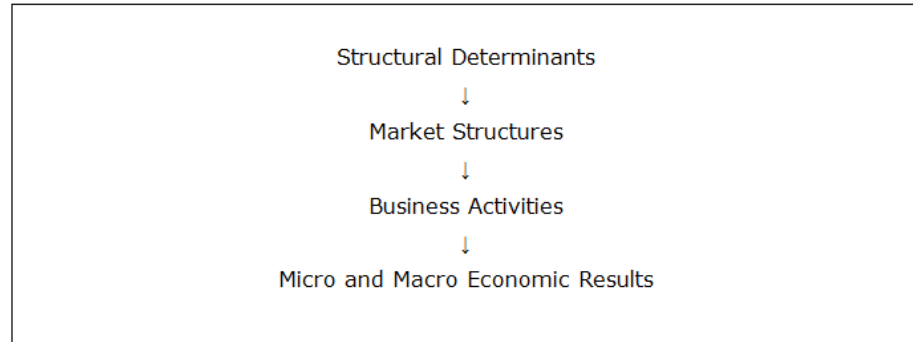 Structural Determinants
↓
Market Structures
↓
Business Activities
↓
Micro and Macro Economic Results